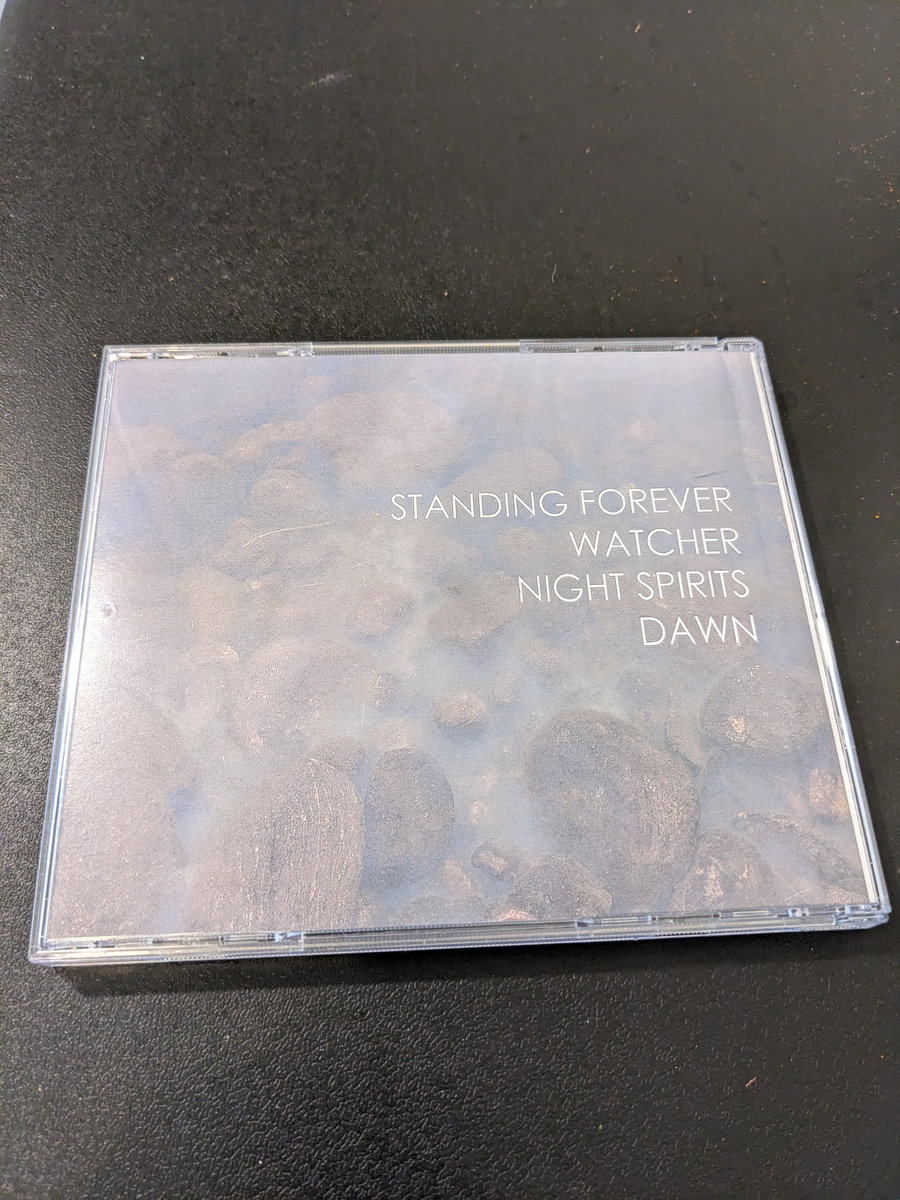 STANDING FOREVER
WATCHER
NIGHT SPIRITS
DAWN